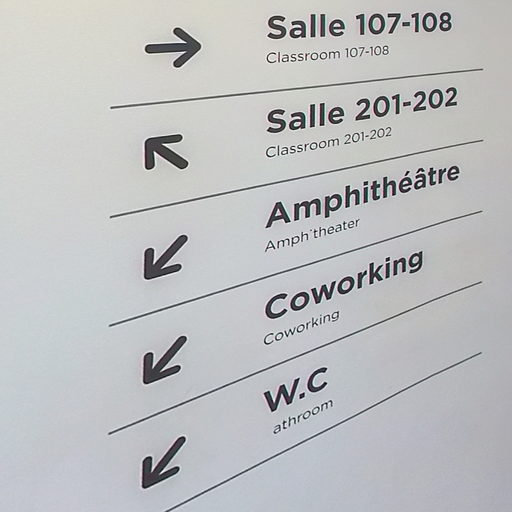 Salle 107-108
Classroom 107-108
Salle 201-202
Classroom 201-202
Amphithéâtre
Amph'theater
Coworking
Coworking
W.C
athroom